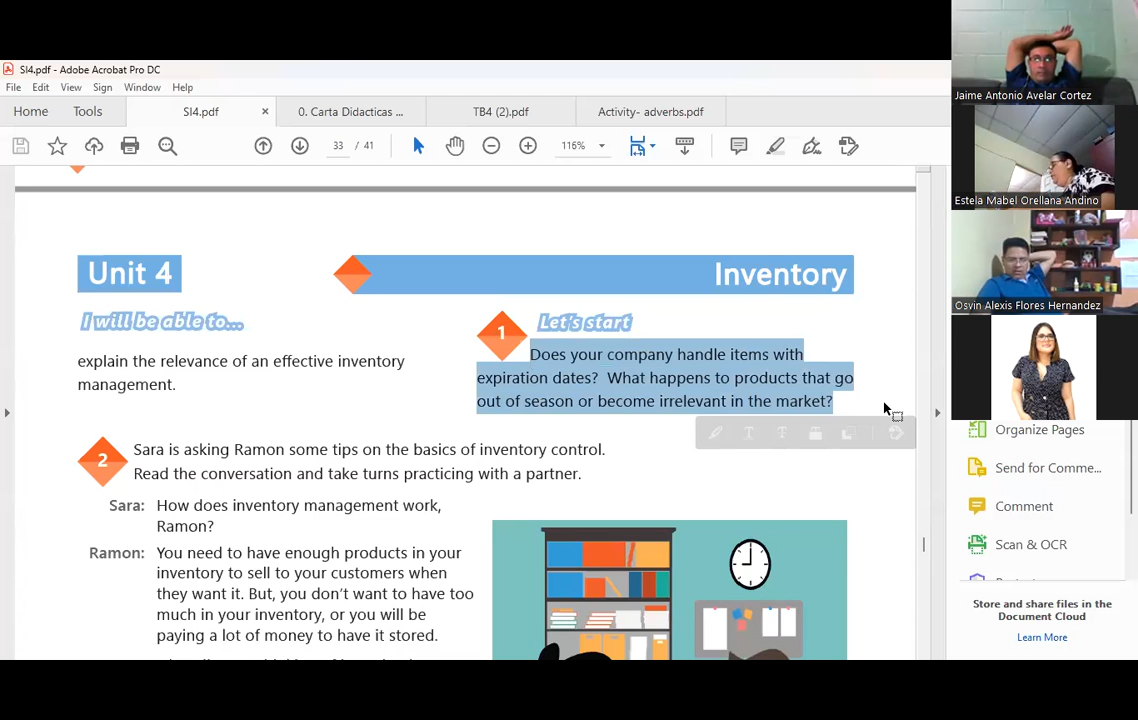 SI4.pdf - Adobe Acrobat Pro DC
File Edit View Sign Window Help
Home Tools SI4.pdf × 0. Carta Didacticas ... TB4 (2).pdf Activity- adverbs.pdf
33 / 41 116%
Unit 4 Inventory
I will be able to...
explain the relevance of an effective inventory
management.
1 Let's start
Does your company handle items with
expiration dates? What happens to products that go
out of season or become irrelevant in the market?
2 Sara is asking Ramon some tips on the basics of inventory control.
Read the conversation and take turns practicing with a partner.
Sara: How does inventory management work,
Ramon?
Ramon: You need to have enough products in your
inventory to sell to your customers when
they want it. But, you don't want to have too
much in your inventory, or you will be
paying a lot of money to have it stored.
Jaime Antonio Avelar Cortez
Estela Mabel Orellana Andino
Osvin Alexis Flores Hernandez
Organize Pages
Send for Comme...
Comment
Scan & OCR
Store and share files in the
Document Cloud
Learn More